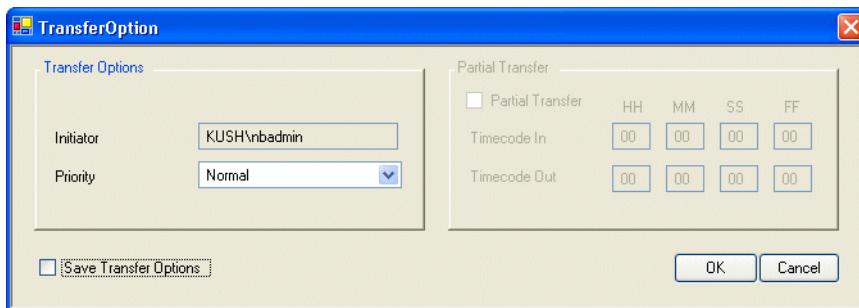 TransferOption
Transfer Options
Initiator KUSH\nbadmin
Priority Normal
Save Transfer Options
Partial Transfer
Partial Transfer HH MM SS FF
Timecode In 00 00 00 00
Timecode Out 00 00 00 00
OK Cancel